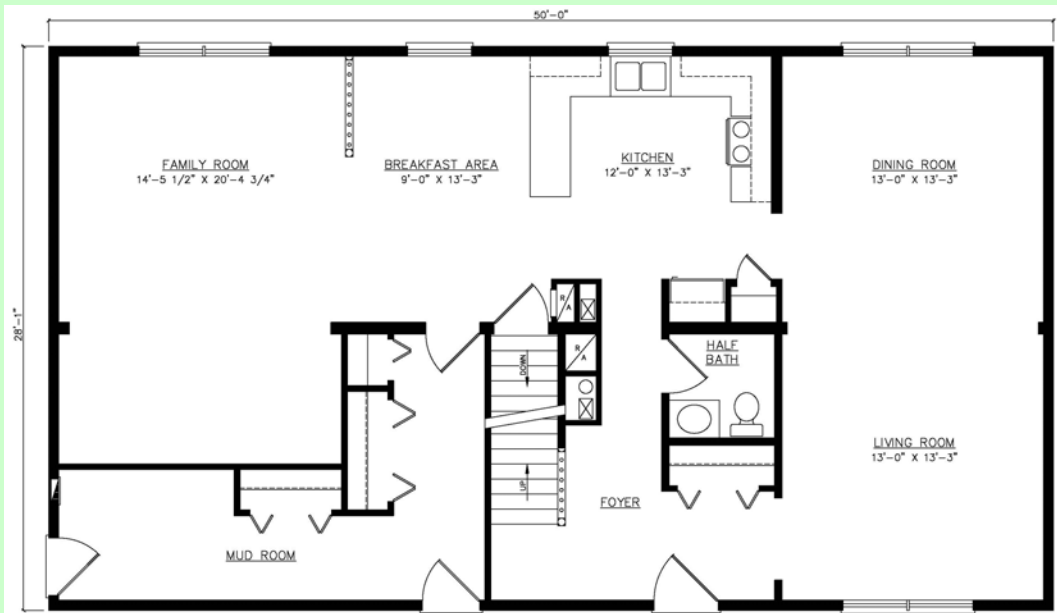 50'-0"
28'-1"
FAMILY ROOM
14'-5 1/2" X 20'-4 3/4"
BREAKFAST AREA
9'-0" X 13'-3"
KITCHEN
12'-0" X 13'-3"
DINING ROOM
13'-0" X 13'-3"
R
A
R
A
DOWN
HALF
BATH
LIVING ROOM
13'-0" X 13'-3"
UP
FOYER
MUD ROOM